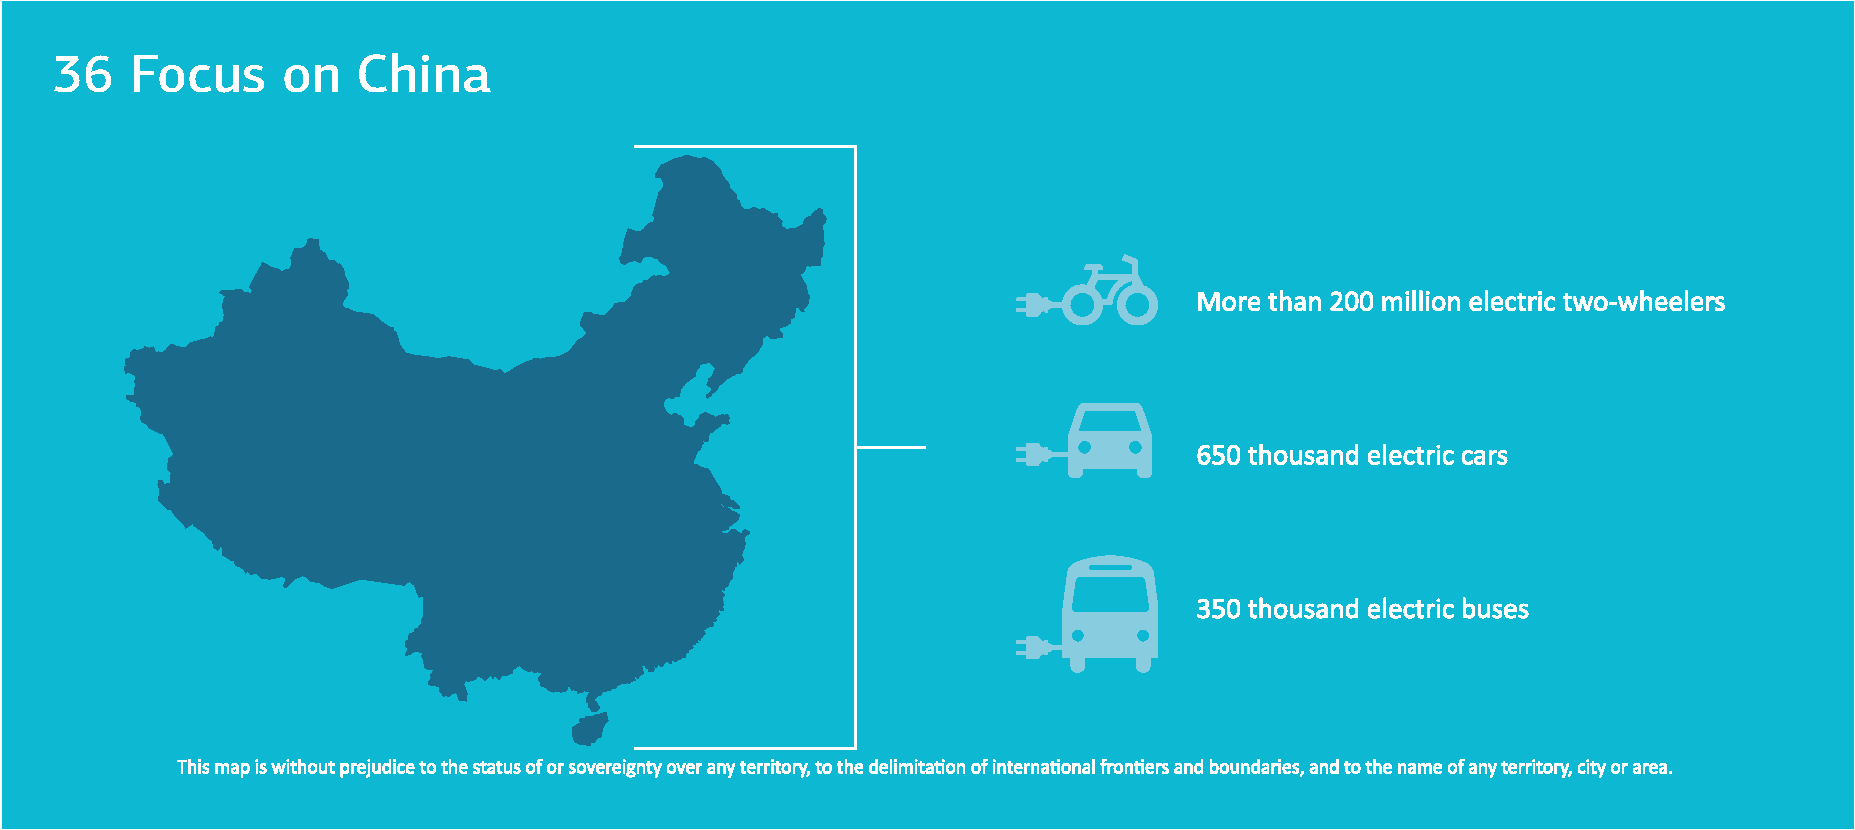 36 Focus on China
More than 200 million electric two-wheelers
650 thousand electric cars
350 thousand electric buses
This map is without prejudice to the status of or sovereignty over any territory, to the delimitation of international frontiers and boundaries, and to the name of any territory, city or area.